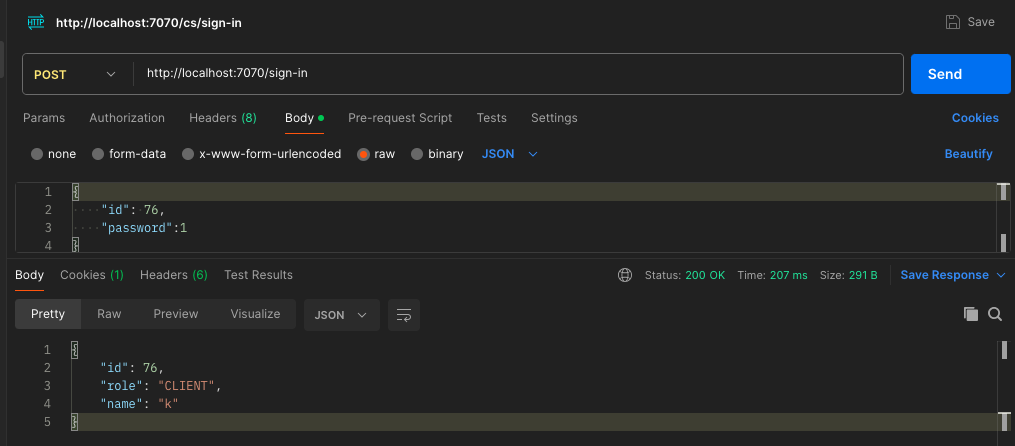 HTTP http://localhost:7070/cs/sign-in Save
POST http://localhost:7070/sign-in Send
Params Authorization Headers (8) Body Pre-request Script Tests Settings Cookies
none form-data x-www-form-urlencoded raw binary JSON Beautify
1 {
2 "id": 76,
3 "password":1
4 }
Body Cookies (1) Headers (6) Test Results Status: 200 OK Time: 207 ms Size: 291 B Save Response
Pretty Raw Preview Visualize JSON
1 {
2 "id": 76,
3 "role": "CLIENT",
4 "name": "k"
5 }